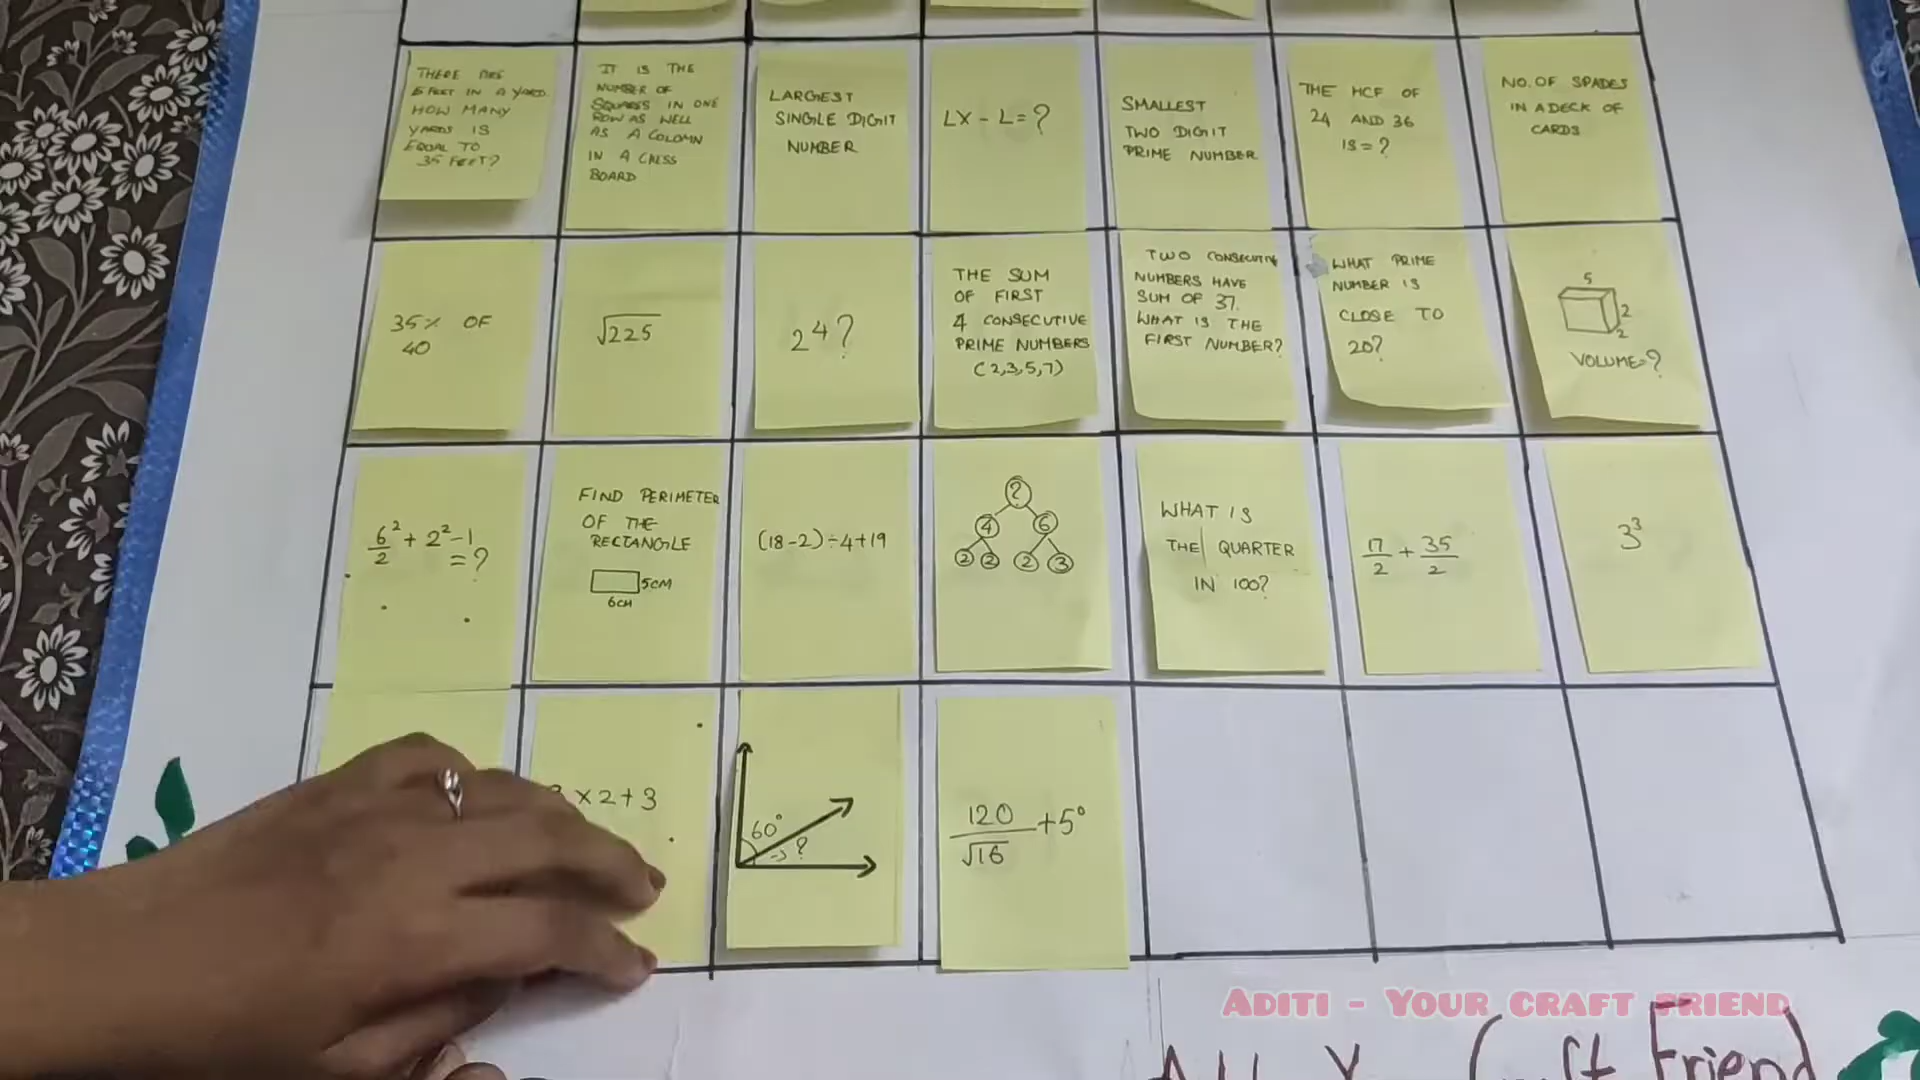 THERE ARE
5 FEET IN A YARD.
HOW MANY
YARDS IS
EQUAL TO
35 FEET?
IT IS THE
NUMBER OF
SQUARES IN ONE
ROW AS WELL
AS A COLOMN
IN A CHESS
BOARD
LARGEST
SINGLE DIGIT
NUMBER
LX - L = ?
SMALLEST
TWO DIGIT
PRIME NUMBER
THE HCF OF
24 AND 36
IS = ?
NO. OF SPADES
IN A DECK OF
CARDS
35% OF
40
√225
2⁴?
THE SUM
OF FIRST
4 CONSECUTIVE
PRIME NUMBERS
(2,3,5,7)
TWO CONSECUTIVE
NUMBERS HAVE
SUM OF 37.
WHAT IS THE
FIRST NUMBER?
WHAT PRIME
NUMBER IS
CLOSE TO
20?
5
2
2
VOLUME=?
6²/2 + 2²-1
= ?
FIND PERIMETER
OF THE
RECTANGLE
5CM
6CM
(18-2)÷4+19
?
4 6
2 2 2 3
WHAT IS
THE QUARTER
IN 100?
17/2 + 35/2
3³
×2+3
60°
?
120/√16 +5°
ADITI - YOUR CRAFT FRIEND
Craft Friend